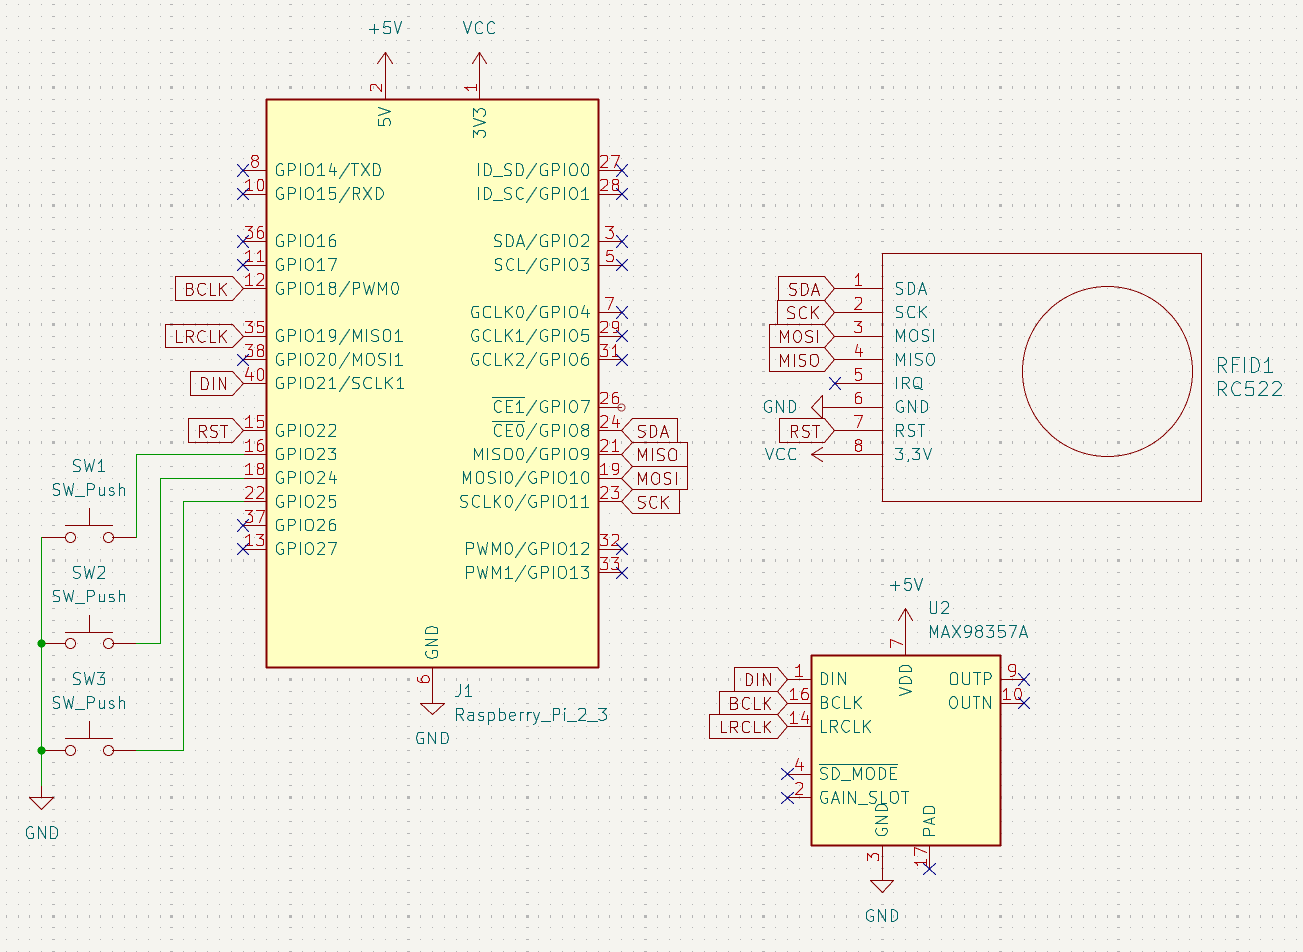 +5V
VCC
2
1
5V
3V3
8 GPIO14/TXD
10 GPIO15/RXD
36 GPIO16
11 GPIO17
BCLK 12 GPIO18/PWM0
LRCLK 35 GPIO19/MISO1
38 GPIO20/MOSI1
DIN 40 GPIO21/SCLK1
RST 15 GPIO22
16 GPIO23
18 GPIO24
22 GPIO25
37 GPIO26
13 GPIO27
ID_SD/GPIO0 27
ID_SC/GPIO1 28
SDA/GPIO2 3
SCL/GPIO3 5
GCLK0/GPIO4 7
GCLK1/GPIO5 29
GCLK2/GPIO6 31
CE1/GPIO7 26
CE0/GPIO8 24 SDA
MISO0/GPIO9 21 MISO
MOSI0/GPIO10 19 MOSI
SCLK0/GPIO11 23 SCK
PWM0/GPIO12 32
PWM1/GPIO13 33
GND
6
J1
Raspberry_Pi_2_3
GND
SW1
SW_Push
SW2
SW_Push
SW3
SW_Push
GND
SDA 1 SDA
SCK 2 SCK
MOSI 3 MOSI
MISO 4 MISO
5 IRQ
GND 6 GND
RST 7 RST
VCC 8 3,3V
RFID1
RC522
+5V
U2
MAX98357A
7
VDD
DIN 1 DIN
BCLK 16 BCLK
LRCLK 14 LRCLK
4 SD_MODE
2 GAIN_SLOT
OUTP 9
OUTN 10
GND
PAD
3
17
GND